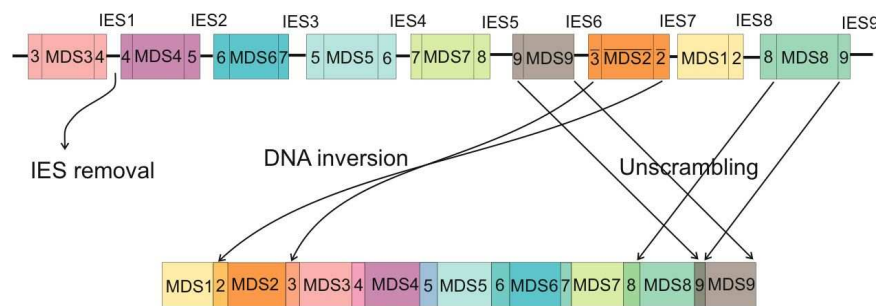 IES1 IES2 IES3 IES4 IES5 IES6 IES7 IES8 IES9
3 MDS3 4 4 MDS4 5 6 MDS6 7 5 MDS5 6 7 MDS7 8 9 MDS9 3̅ M̅D̅S̅2̅ 2̅ MDS1 2 8 MDS8 9
IES removal
DNA inversion
Unscrambling
MDS1 2 MDS2 3 MDS3 4 MDS4 5 MDS5 6 MDS6 7 MDS7 8 MDS8 9 MDS9